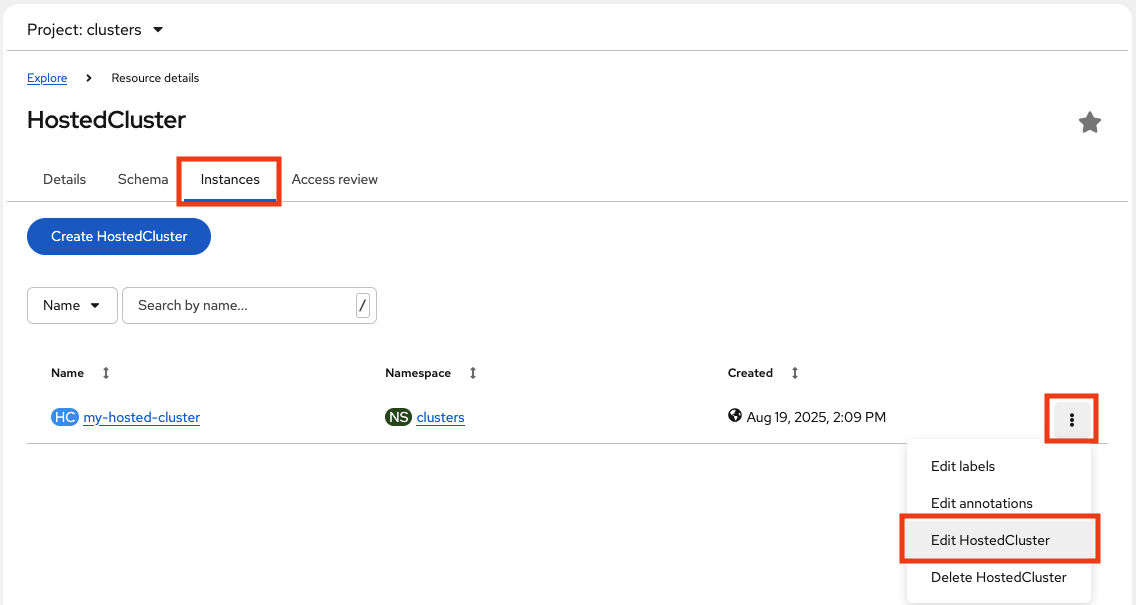 Project: clusters
Explore Resource details
HostedCluster
Details Schema Instances Access review
Create HostedCluster
Name Search by name... /
Name Namespace Created
HC my-hosted-cluster NS clusters Aug 19, 2025, 2:09 PM
Edit labels
Edit annotations
Edit HostedCluster
Delete HostedCluster